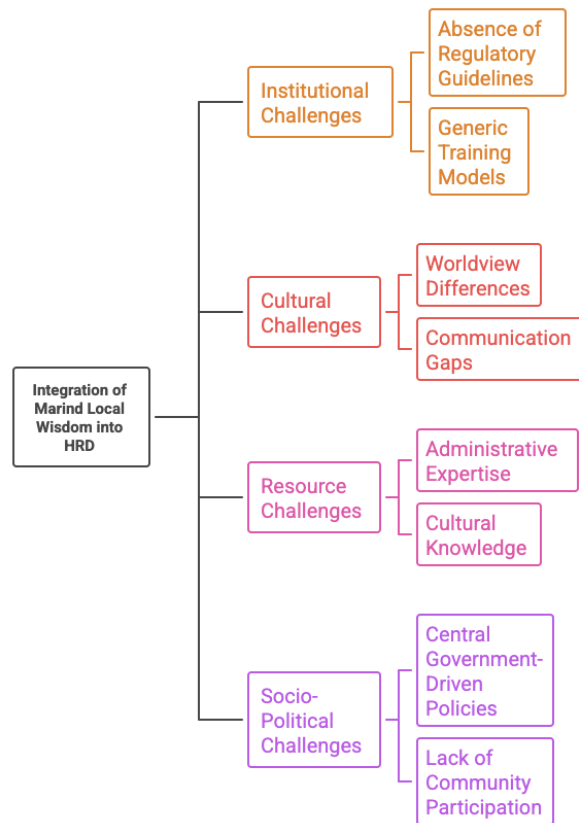 Integration of
Marind Local
Wisdom into
HRD
Institutional
Challenges
Absence of
Regulatory
Guidelines
Generic
Training
Models
Cultural
Challenges
Worldview
Differences
Communication
Gaps
Resource
Challenges
Administrative
Expertise
Cultural
Knowledge
Socio-
Political
Challenges
Central
Government-
Driven
Policies
Lack of
Community
Participation